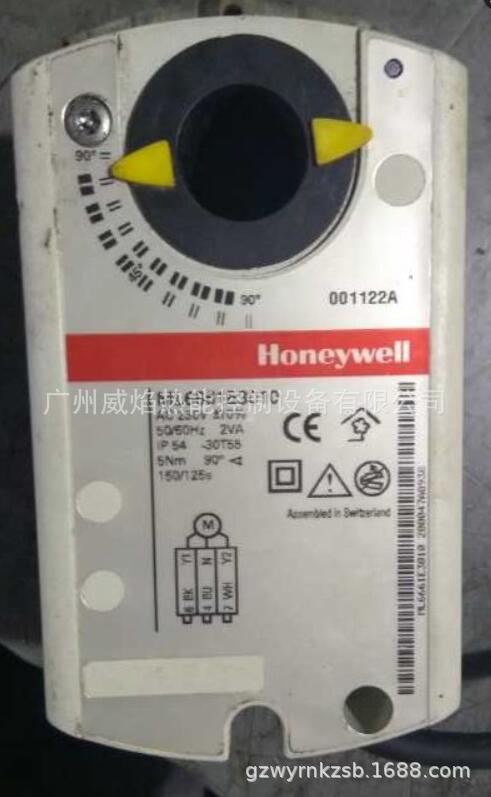 90°
90°
001122A
Honeywell
广州威焰热能控制设备有限公司
50/60Hz 2VA
IP 54 -30T55
5Nm 90°
150/125s
CE
Assembled in Switzerland
M
Y1 N Y2
BK BU WH
6 4 7
ML6661E3010
gzwyrnkzsb.1688.com